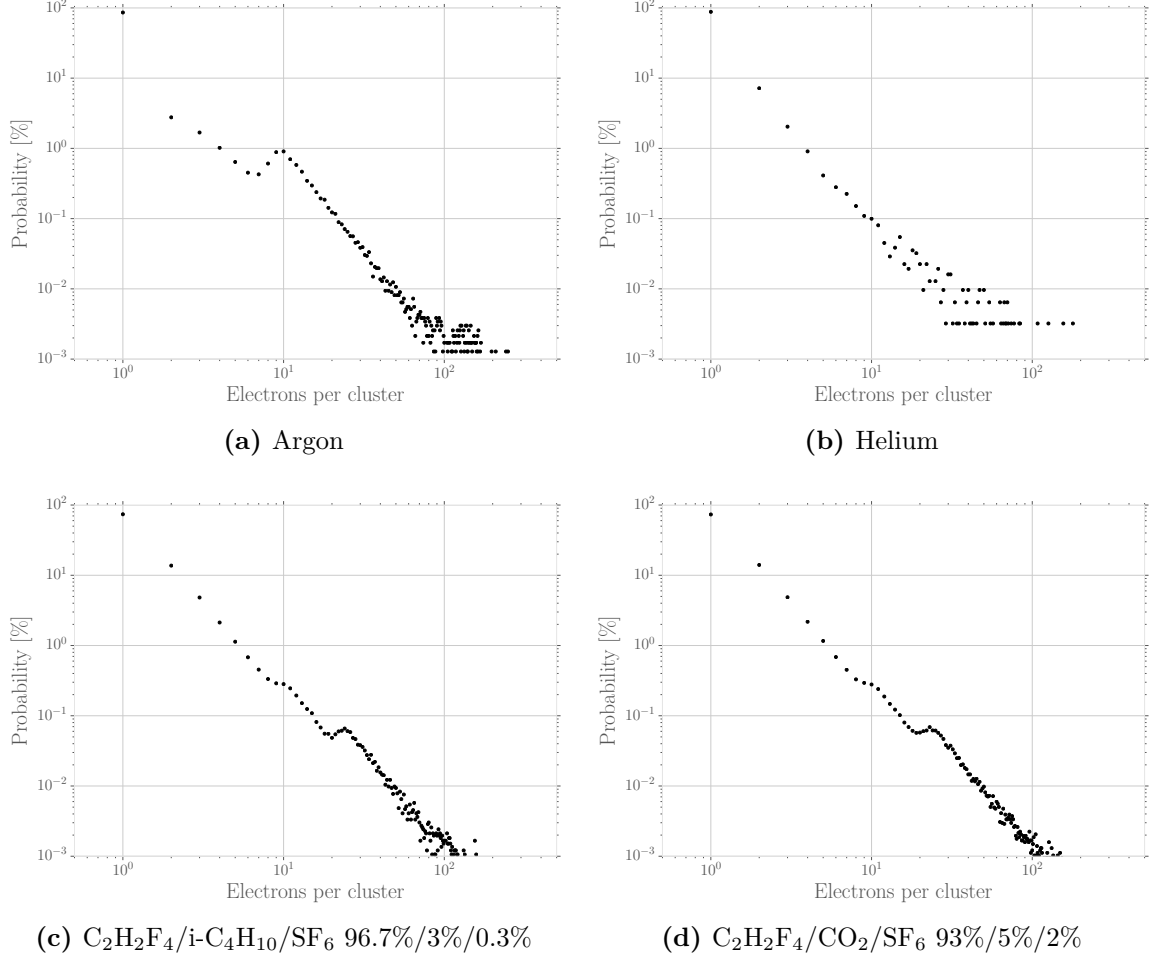 10² 10¹ 10⁰ 10⁻¹ 10⁻² 10⁻³
Probability [%]
10⁰ 10¹ 10²
Electrons per cluster
(a) Argon
10² 10¹ 10⁰ 10⁻¹ 10⁻² 10⁻³
Probability [%]
10⁰ 10¹ 10²
Electrons per cluster
(b) Helium
10² 10¹ 10⁰ 10⁻¹ 10⁻² 10⁻³
Probability [%]
10⁰ 10¹ 10²
Electrons per cluster
(c) C₂H₂F₄/i-C₄H₁₀/SF₆ 96.7%/3%/0.3%
10² 10¹ 10⁰ 10⁻¹ 10⁻² 10⁻³
Probability [%]
10⁰ 10¹ 10²
Electrons per cluster
(d) C₂H₂F₄/CO₂/SF₆ 93%/5%/2%